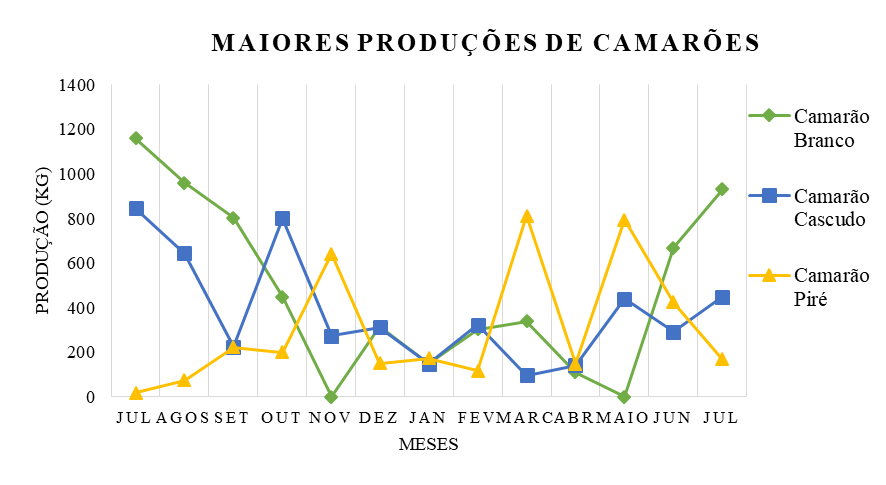 MAIORES PRODUÇÕES DE CAMARÕES
1400
1200
1000
800
600
400
200
0
PRODUÇÃO (KG)
JUL AGOS SET OUT NOV DEZ JAN FEV MARC ABR MAIO JUN JUL
MESES
Camarão
Branco
Camarão
Cascudo
Camarão
Piré